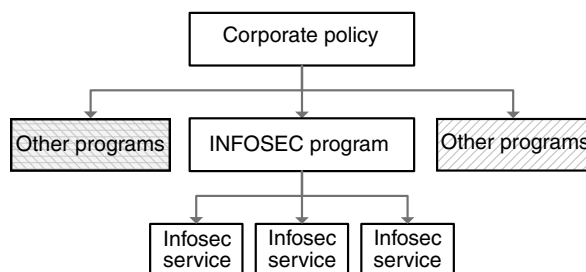 Corporate policy
Other programs
INFOSEC program
Other programs
Infosec
service
Infosec
service
Infosec
service